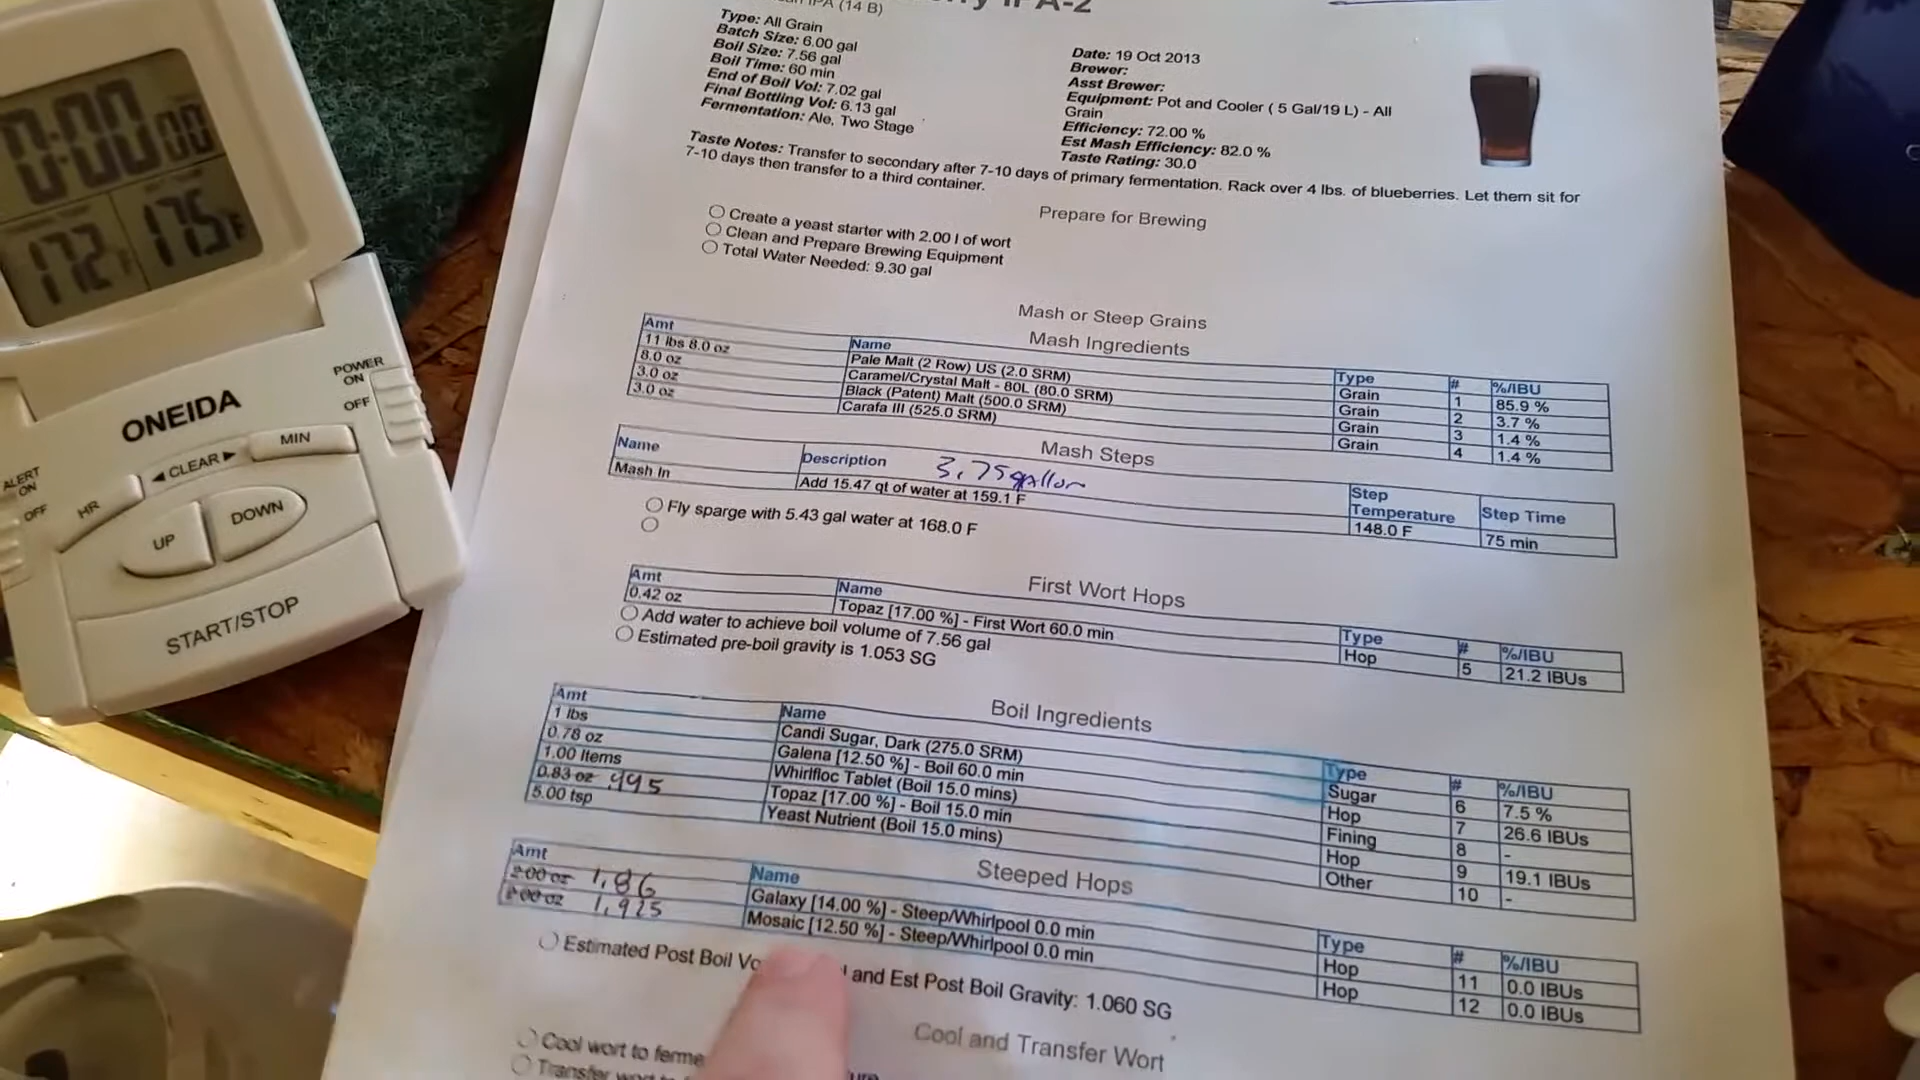 IPA-2
IPA (14 B)
Type: All Grain
Batch Size: 6.00 gal
Boil Size: 7.56 gal
Boil Time: 60 min
End of Boil Vol: 7.02 gal
Final Bottling Vol: 6.13 gal
Fermentation: Ale, Two Stage
Date: 19 Oct 2013
Brewer:
Asst Brewer:
Equipment: Pot and Cooler ( 5 Gal/19 L) - All
Grain
Efficiency: 72.00 %
Est Mash Efficiency: 82.0 %
Taste Rating: 30.0
Taste Notes: Transfer to secondary after 7-10 days of primary fermentation. Rack over 4 lbs. of blueberries. Let them sit for
7-10 days then transfer to a third container.
Prepare for Brewing
Create a yeast starter with 2.00 l of wort
Clean and Prepare Brewing Equipment
Total Water Needed: 9.30 gal
Mash or Steep Grains
Mash Ingredients
Amt Name Type # %/IBU
11 lbs 8.0 oz Pale Malt (2 Row) US (2.0 SRM) Grain 1 85.9 %
8.0 oz Caramel/Crystal Malt - 80L (80.0 SRM) Grain 2 3.7 %
3.0 oz Black (Patent) Malt (500.0 SRM) Grain 3 1.4 %
3.0 oz Carafa III (525.0 SRM) Grain 4 1.4 %
Mash Steps
Name Description 3.75 gallon Step Temperature Step Time
Mash In Add 15.47 qt of water at 159.1 F 148.0 F 75 min
Fly sparge with 5.43 gal water at 168.0 F
First Wort Hops
Amt Name Type # %/IBU
0.42 oz Topaz [17.00 %] - First Wort 60.0 min Hop 5 21.2 IBUs
Add water to achieve boil volume of 7.56 gal
Estimated pre-boil gravity is 1.053 SG
Boil Ingredients
Amt Name Type # %/IBU
1 lbs Candi Sugar, Dark (275.0 SRM) Sugar 6 7.5 %
0.78 oz Galena [12.50 %] - Boil 60.0 min Hop 7 26.6 IBUs
1.00 Items Whirlfloc Tablet (Boil 15.0 mins) Fining 8 -
0.83 oz .995 Topaz [17.00 %] - Boil 15.0 min Hop 9 19.1 IBUs
5.00 tsp Yeast Nutrient (Boil 15.0 mins) Other 10 -
Steeped Hops
Amt Name Type # %/IBU
2.00 oz 1.86 Galaxy [14.00 %] - Steep/Whirlpool 0.0 min Hop 11 0.0 IBUs
2.00 oz 1.925 Mosaic [12.50 %] - Steep/Whirlpool 0.0 min Hop 12 0.0 IBUs
Estimated Post Boil Vo and Est Post Boil Gravity: 1.060 SG
Cool and Transfer Wort
Cool wort to ferme
Transfer wort to
0:00 00
172 F 175 F
ONEIDA
POWER
ON
OFF
ALERT
ON
OFF
HR
◄ CLEAR ►
MIN
UP
DOWN
START/STOP